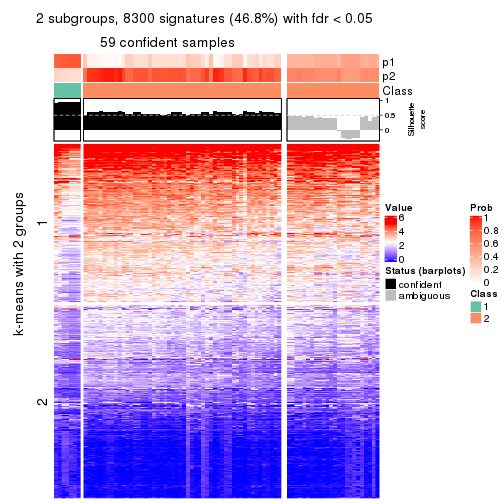 2 subgroups, 8300 signatures (46.8%) with fdr < 0.05
59 confident samples
p1
p2
Class
1
0.5
0
Silhouette
score
k-means with 2 groups
1
2
Value
6
4
2
0
Status (barplots)
confident
ambiguous
Prob
1
0.8
0.6
0.4
0.2
0
Class
1
2